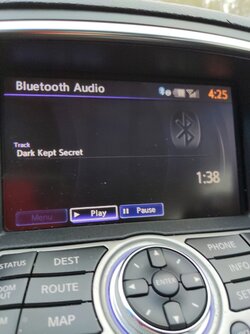 Bluetooth Audio 4:25
Track
Dark Kept Secret
1:38
Menu ▶ Play ❚❚ Pause
STATUS DEST PHONE
ROUTE INFO
MAP ENTER